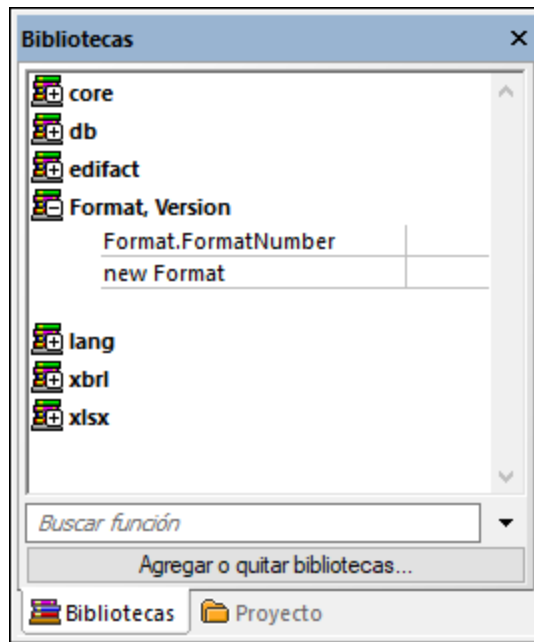 Bibliotecas
core
db
edifact
Format, Version
Format.FormatNumber
new Format
lang
xbrl
xlsx
Buscar función
Agregar o quitar bibliotecas...
Bibliotecas Proyecto